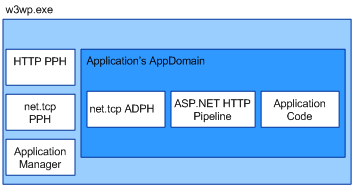 w3wp.exe
HTTP PPH
net.tcp
PPH
Application
Manager
Application's AppDomain
net.tcp ADPH
ASP.NET HTTP
Pipeline
Application
Code